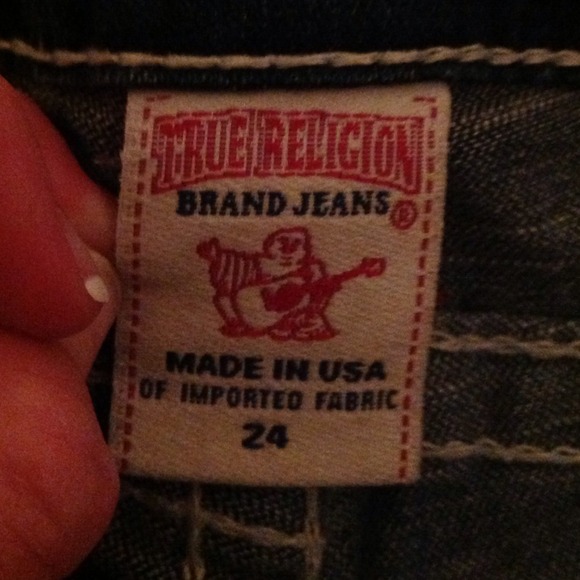 TRUE RELIGION
BRAND JEANS®
MADE IN USA
OF IMPORTED FABRIC
24